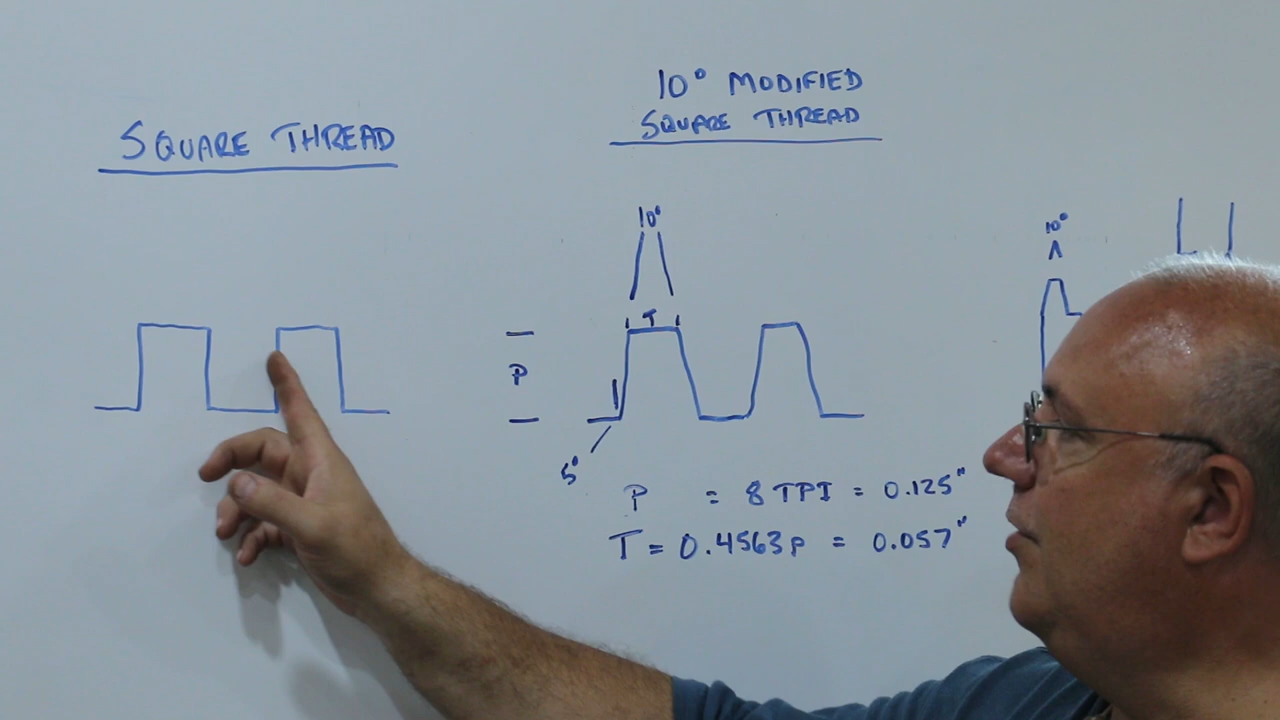 SQUARE THREAD
10° MODIFIED
SQUARE THREAD
10°
T
P
5°
P = 8 TPI = 0.125"
T = 0.4563P = 0.057"
10°